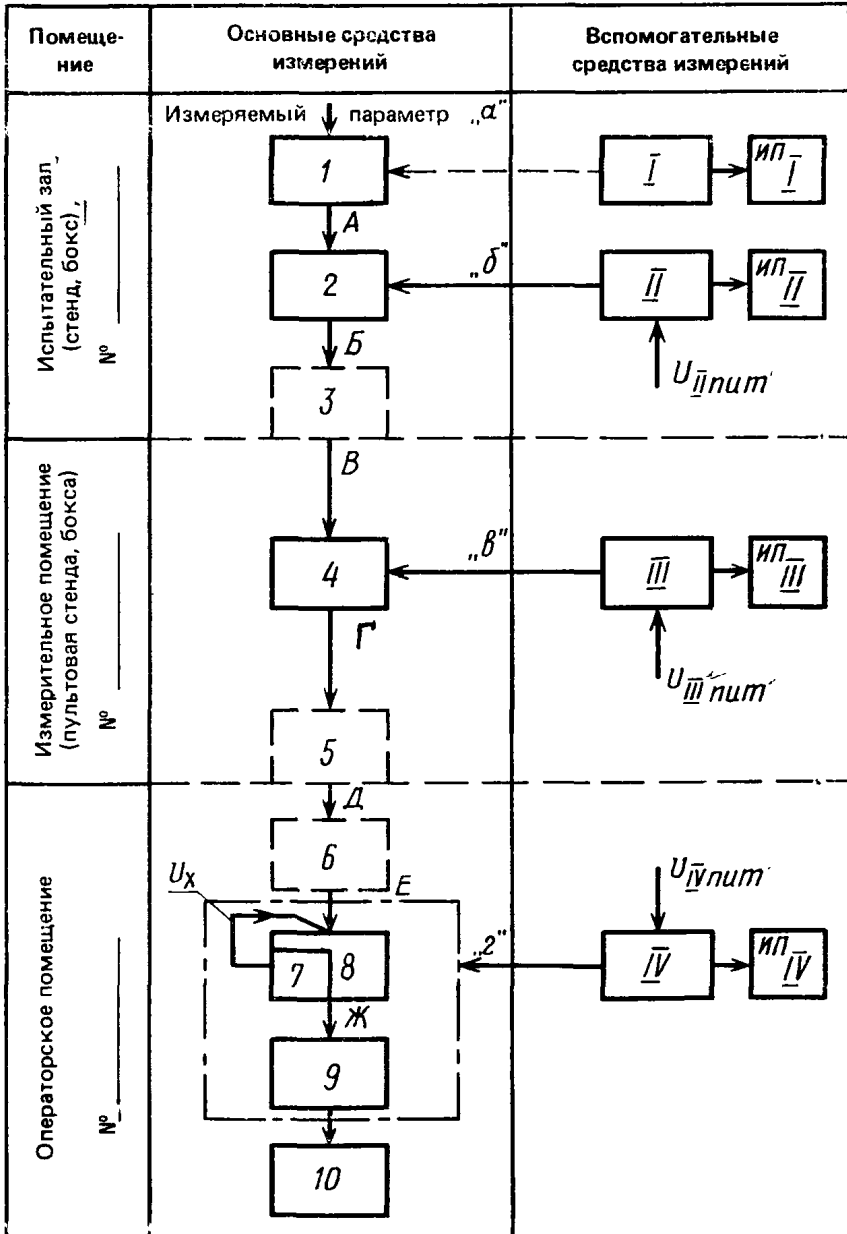 Помеще-
ние
Основные средства
измерений
Вспомогательные
средства измерений
Испытательный зал,
(стенд, бокс),
№
Измеряемый параметр „а"
1
I
ИП I
А
2
„б"
II
ИП II
Б
U II пит
3
Измерительное помещение
(пультовая стенда, бокса)
№
В
4
„в"
III
ИП III
Г
U III пит
5
Операторское помещение
№
Д
6
U IV пит
Uх
Е
7
8
„г"
IV
ИП IV
Ж
9
10